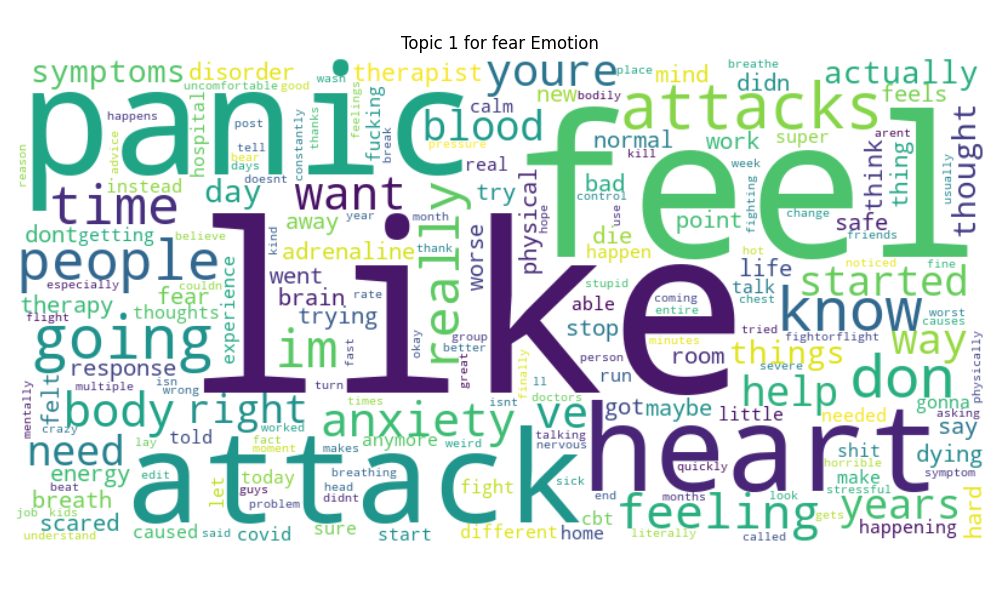 Topic 1 for fear Emotion
symptoms disorder wash therapist youre place mind breathe didn actually
uncomfortable good new bodily feels
panic happens hospital constantly thanks feelings fucking break calm blood pressure real normal attacks work super arent thing thought
reason advice post tell bear days doesnt kill think usually
time instead day want really try physical bad control feel week point fighting change safe friends
dont getting believe away year month thank worse hope use die happen
people especially couldn kind adrenaline went life hot talk noticed fine
therapy thoughts fear experience brain rate trying able stupid coming entire chest know started worst causes
flight going response isn wrong fast im okay group better great stop person minutes room tried fightorflight things way physically
multiple felt turn finally isnt ll run severe
mentally body right times anxiety doctors ve got maybe help little don needed gonna asking say
crazy lay told worked anymore weird makes talking nervous heart
need fact moment attack quickly shit horrible dying symptom
energy beat edit let today breathing head sick make stressful
breath guys problem didnt fight end months feeling look years hard
job kids scared caused said covid sure start different home cbt literally called gets happening
understand
like